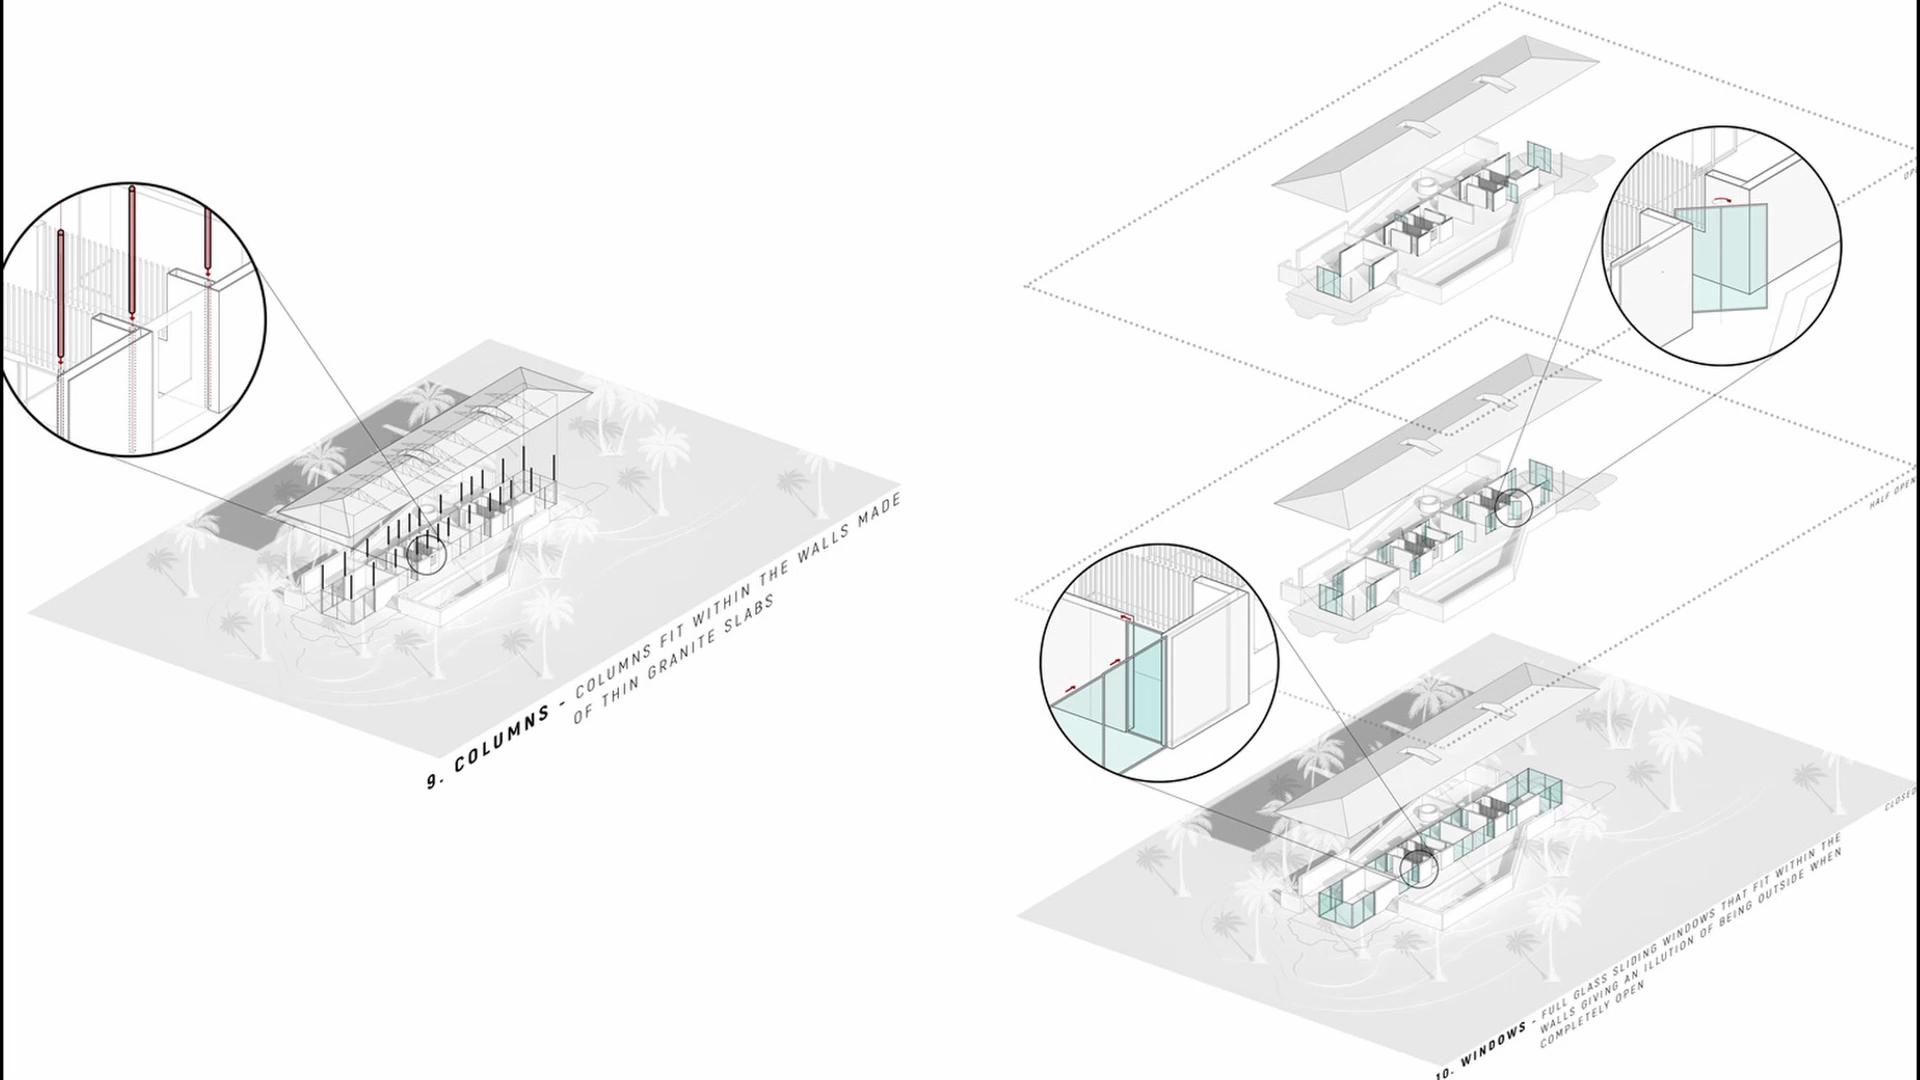 9. COLUMNS - COLUMNS FIT WITHIN THE WALLS MADE
OF THIN GRANITE SLABS
HALF OPEN
CLOSED
10. WINDOWS - FULL GLASS SLIDING WINDOWS THAT FIT WITHIN THE
WALLS GIVING AN ILLUTION OF BEING OUTSIDE WHEN
COMPLETELY OPEN